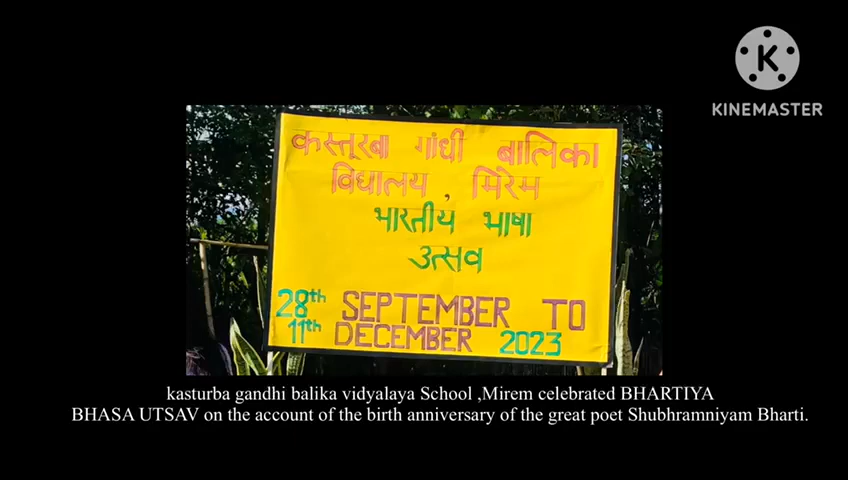 KINEMASTER
कस्तूरबा गांधी बालिका
विद्यालय , मिरेम
भारतीय भाषा
उत्सव
28th SEPTEMBER TO
11th DECEMBER 2023
kasturba gandhi balika vidyalaya School ,Mirem celebrated BHARTIYA
BHASA UTSAV on the account of the birth anniversary of the great poet Shubhramniyam Bharti.